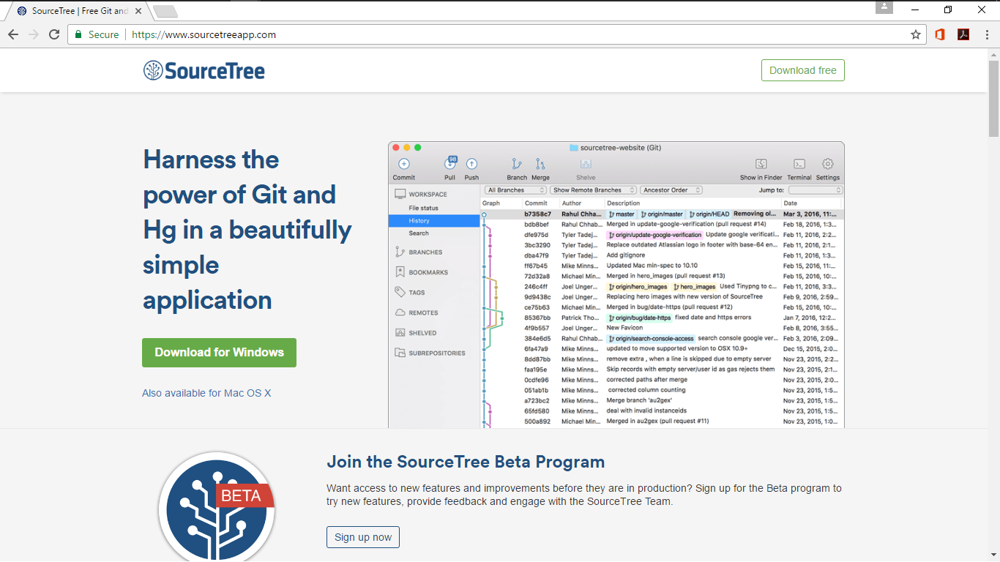 SourceTree | Free Git and
Secure https://www.sourcetreeapp.com
SourceTree
Download free
Harness the
power of Git and
Hg in a beautifully
simple
application
Download for Windows
Also available for Mac OS X
sourcetree-website (Git)
98
Commit Pull Push Branch Merge Shelve Show in Finder Terminal Settings
All Branches Show Remote Branches Ancestor Order Jump to:
WORKSPACE
File status
History
Search
BRANCHES
BOOKMARKS
TAGS
REMOTES
SHELVED
SUBREPOSITORIES
Graph Commit Author Description Date
b7358c7 Rahul Chha... master origin/master origin/HEAD Removing ol... Mar 3, 2016, 11:...
bdb8bef Rahul Chhab... Merged in update-google-verification (pull request #14) Feb 18, 2016, 1:3...
dfe975d Tyler Tadej... origin/update-google-verification Update google verificati... Feb 11, 2016, 2:2...
3bc3290 Tyler Tadej... Replace outdated Atlassian logo in footer with base-64 en... Feb 11, 2016, 2:1...
dba47f9 Tyler Tadej... Add gitignore Feb 11, 2016, 1:3...
ff67b45 Mike Minns... Updated Mac min-spec to 10.10 Feb 15, 2016, 11:...
72d32a8 Michael Min... Merged in hero_images (pull request #13) Feb 15, 2016, 10:...
246c4ff Joel Unger... origin/hero_images hero_images Used Tinypng to c... Feb 11, 2016, 3:3...
9d9438c Joel Unger... Replacing hero images with new version of SourceTree Feb 9, 2016, 2:59...
ce75b63 Michael Min... Merged in bug/date-https (pull request #12) Feb 15, 2016, 10:...
85367bb Patrick Tho... origin/bug/date-https fixed date and https errors Jan 7, 2016, 12:2...
4f9b557 Joel Unger... New Favicon Feb 8, 2016, 3:55...
384e6d5 Rahul Chhab... origin/search-console-access search console google ver... Feb 3, 2016, 2:09...
6fa47a9 Mike Minns... updated to move supported version to OSX 10.9+ Dec 15, 2015, 2:0...
8dd87bb Mike Minns... remove extra , when a line is skipped due to empty server Nov 23, 2015, 2:2...
faa195e Mike Minns... Skip records with empty server/user id as gas rejects them Nov 23, 2015, 2:1...
0cdfe96 Mike Minns... corrected paths after merge Nov 23, 2015, 2:0...
051ab1b Mike Minns... corrected column counting Nov 23, 2015, 1:5...
a723bc2 Mike Minns... Merge branch 'au2gex' Nov 23, 2015, 1:5...
65fd580 Mike Minns... deal with invalid instanceids Nov 23, 2015, 1:5...
500a892 Michael Min... Merged in au2gex (pull request #11) Nov 23, 2015, 1:0...
BETA
Join the SourceTree Beta Program
Want access to new features and improvements before they are in production? Sign up for the Beta program to
try new features, provide feedback and engage with the SourceTree Team.
Sign up now